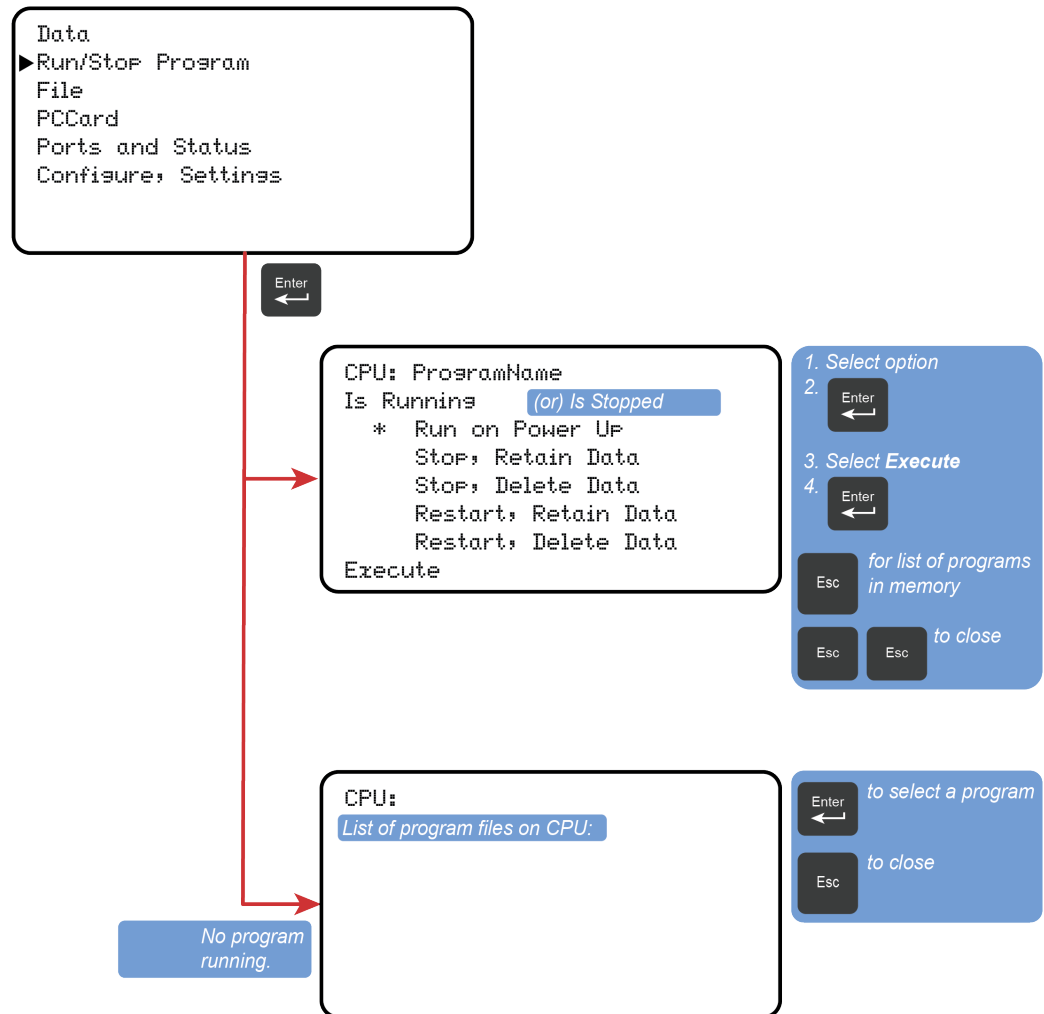 Data
Run/Stop Program
File
PCCard
Ports and Status
Configure, Settings
Enter
CPU: ProgramName
Is Running (or) Is Stopped
* Run on Power Up
Stop, Retain Data
Stop, Delete Data
Restart, Retain Data
Restart, Delete Data
Execute
1. Select option
2. Enter
3. Select Execute
4. Enter
Esc for list of programs
in memory
Esc Esc to close
CPU:
List of program files on CPU:
Enter to select a program
Esc to close
No program
running.